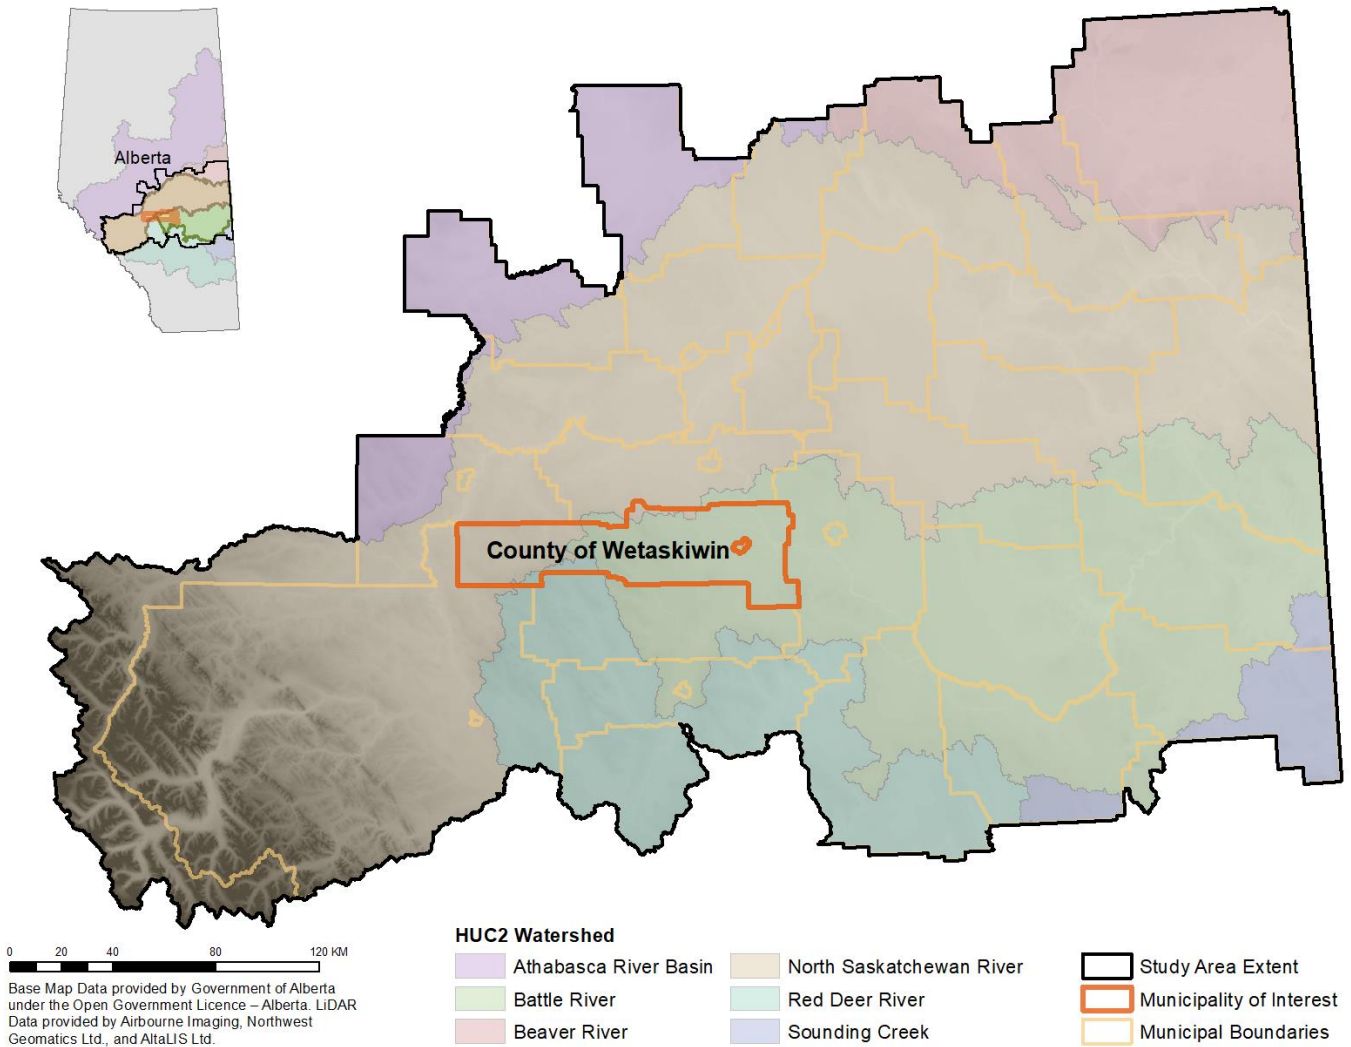 Alberta
County of Wetaskiwin
0 20 40 80 120 KM
Base Map Data provided by Government of Alberta
under the Open Government Licence – Alberta. LiDAR
Data provided by Airbourne Imaging, Northwest
Geomatics Ltd., and AltaLIS Ltd.
HUC2 Watershed
Athabasca River Basin
Battle River
Beaver River
North Saskatchewan River
Red Deer River
Sounding Creek
Study Area Extent
Municipality of Interest
Municipal Boundaries